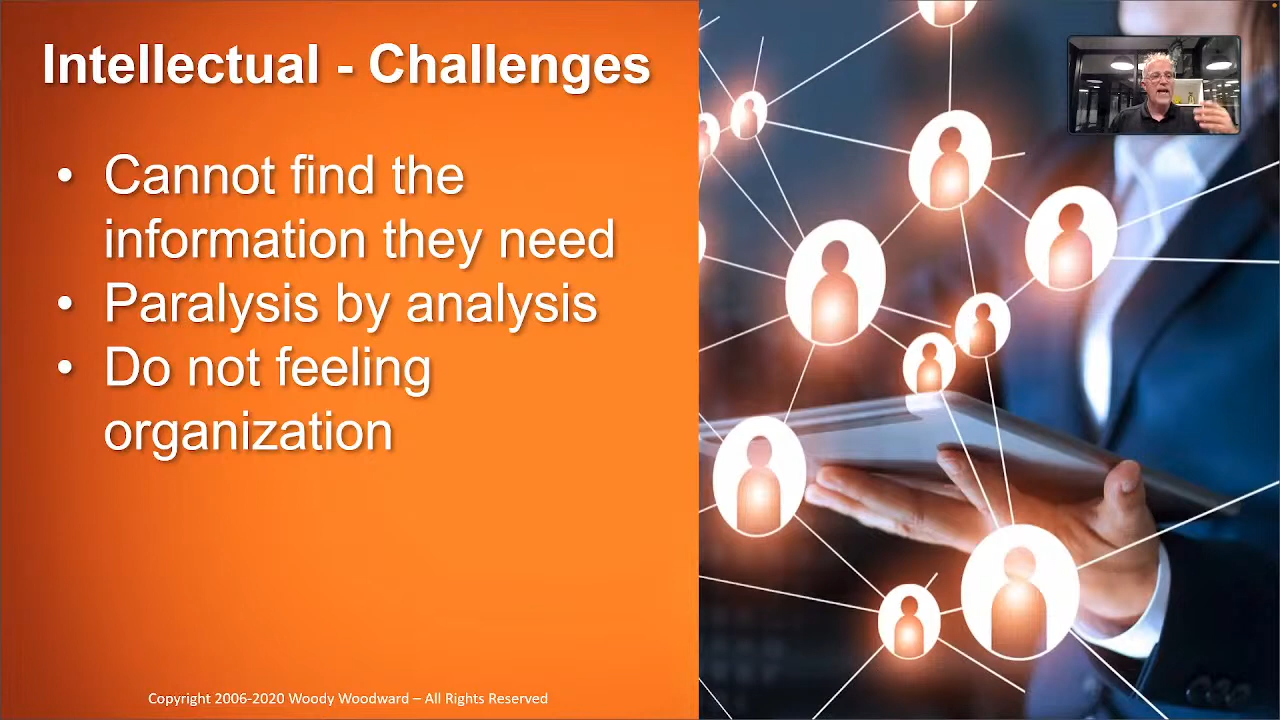 Intellectual - Challenges
• Cannot find the
information they need
• Paralysis by analysis
• Do not feeling
organization
Copyright 2006-2020 Woody Woodward – All Rights Reserved